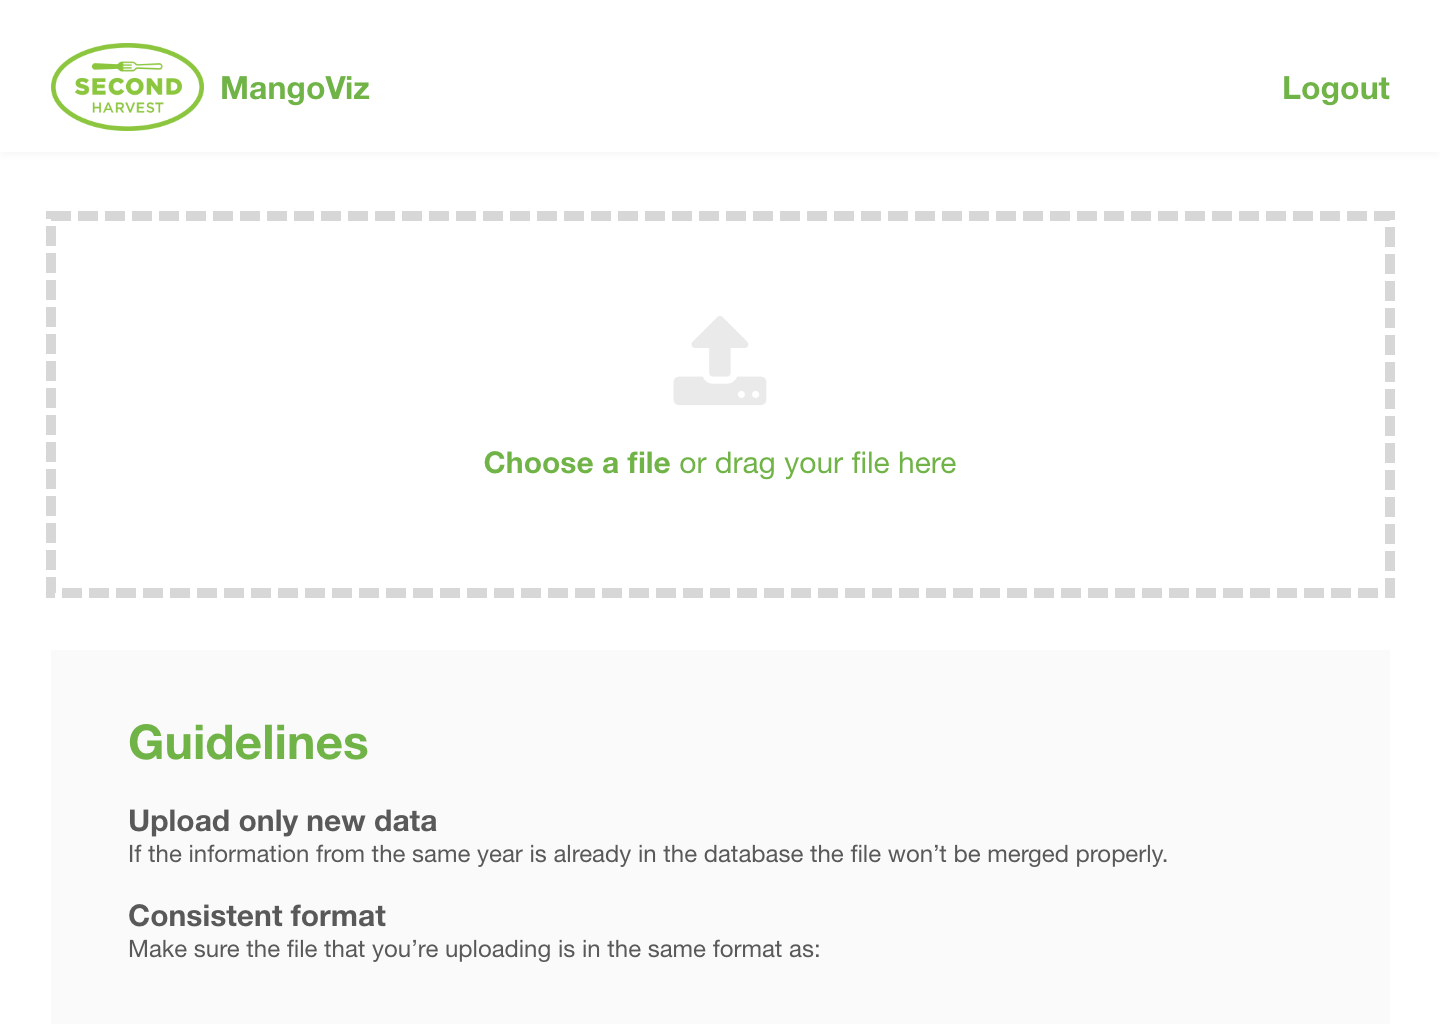 SECOND
HARVEST
MangoViz
Logout
Choose a file or drag your file here
Guidelines
Upload only new data
If the information from the same year is already in the database the file won’t be merged properly.
Consistent format
Make sure the file that you’re uploading is in the same format as: